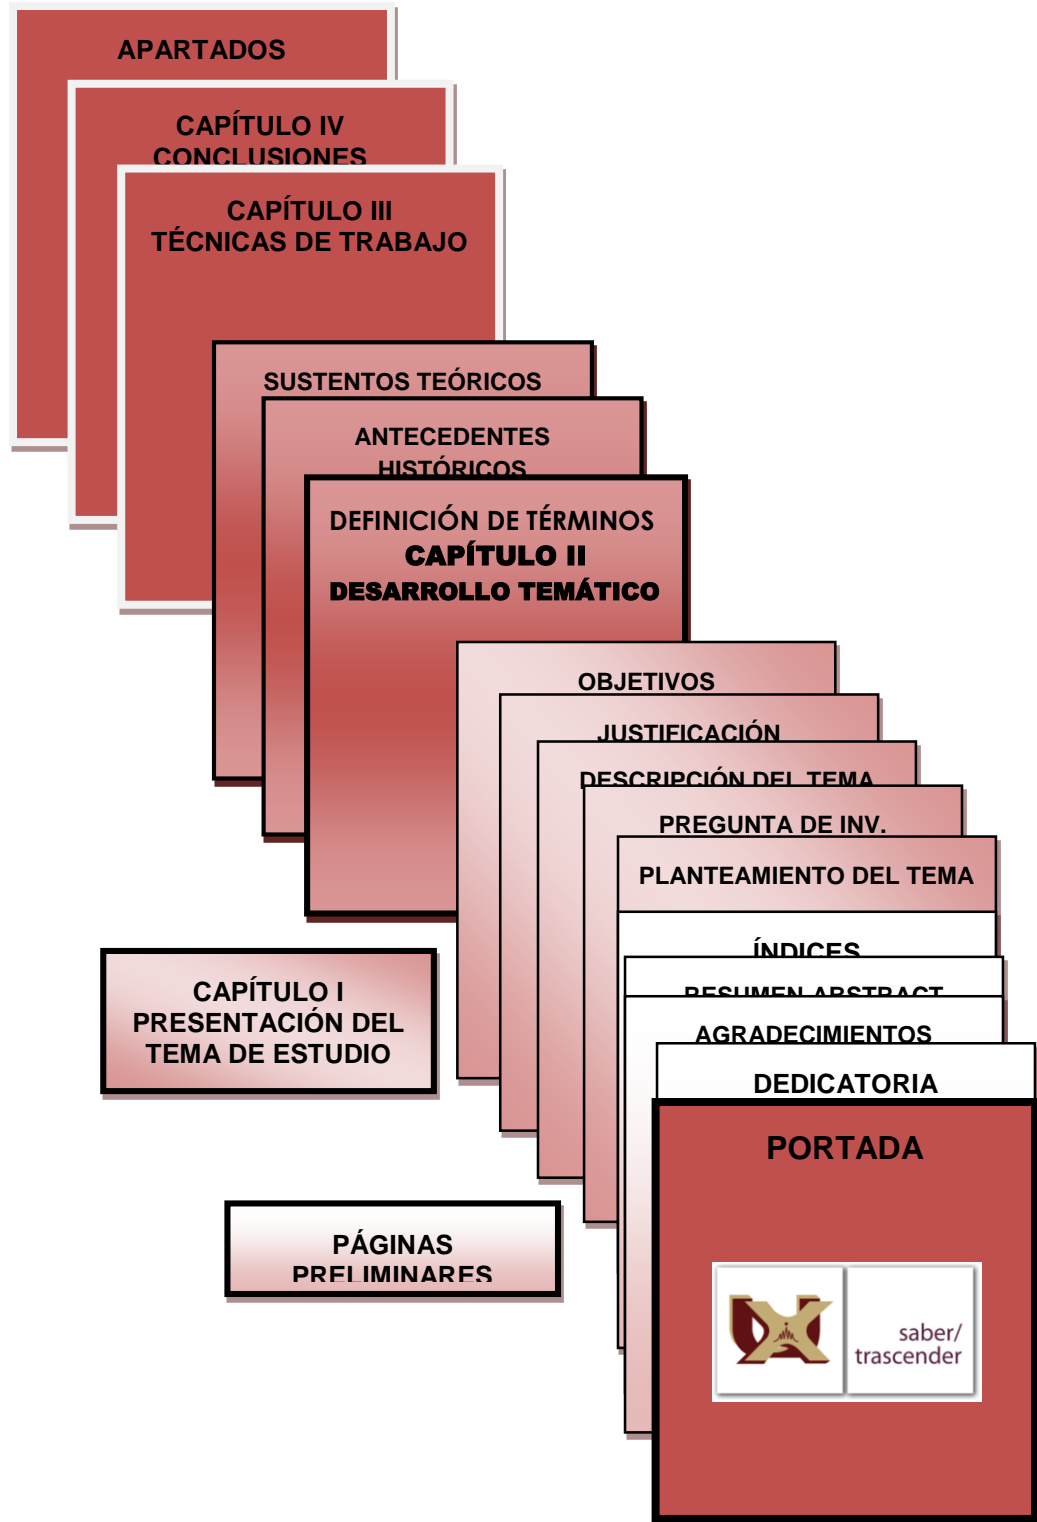 APARTADOS
CAPÍTULO IV
CONCLUSIONES
CAPÍTULO III
TÉCNICAS DE TRABAJO
SUSTENTOS TEÓRICOS
ANTECEDENTES
HISTÓRICOS
DEFINICIÓN DE TÉRMINOS
CAPÍTULO II
DESARROLLO TEMÁTICO
OBJETIVOS
JUSTIFICACIÓN
DESCRIPCIÓN DEL TEMA
PREGUNTA DE INV.
PLANTEAMIENTO DEL TEMA
ÍNDICES
RESUMEN ABSTRACT
AGRADECIMIENTOS
DEDICATORIA
PORTADA
saber/
trascender
CAPÍTULO I
PRESENTACIÓN DEL
TEMA DE ESTUDIO
PÁGINAS
PRELIMINARES